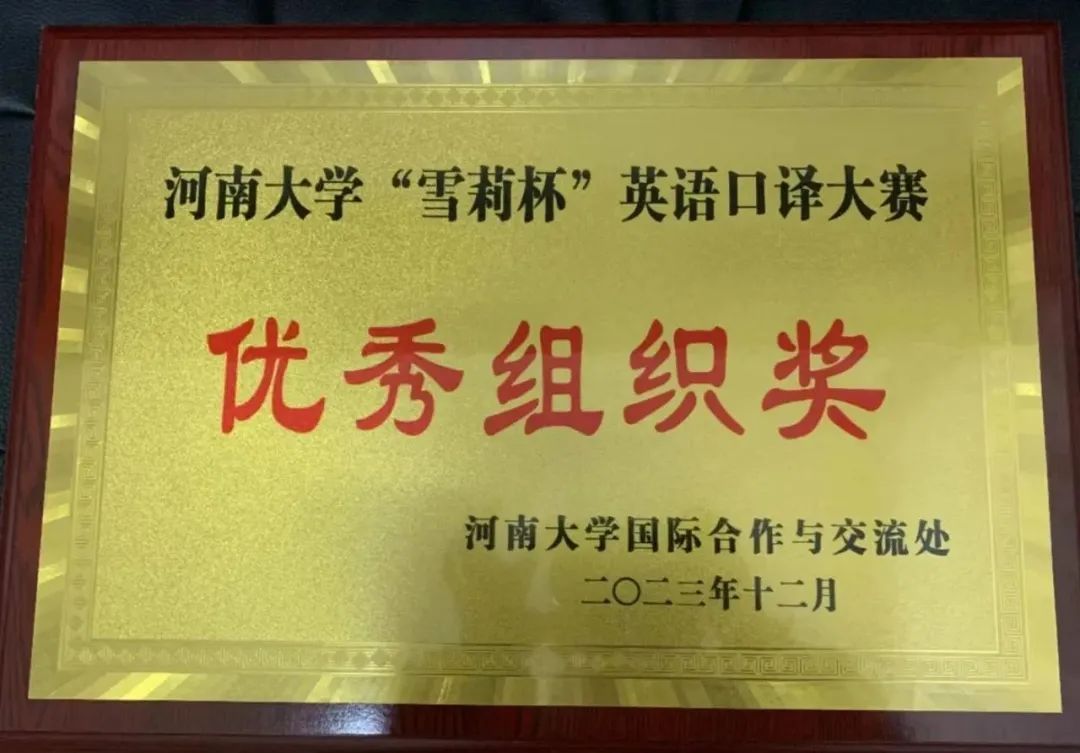 河南大学“雪莉杯”英语口译大赛
优秀组织奖
河南大学国际合作与交流处
二〇二三年十二月